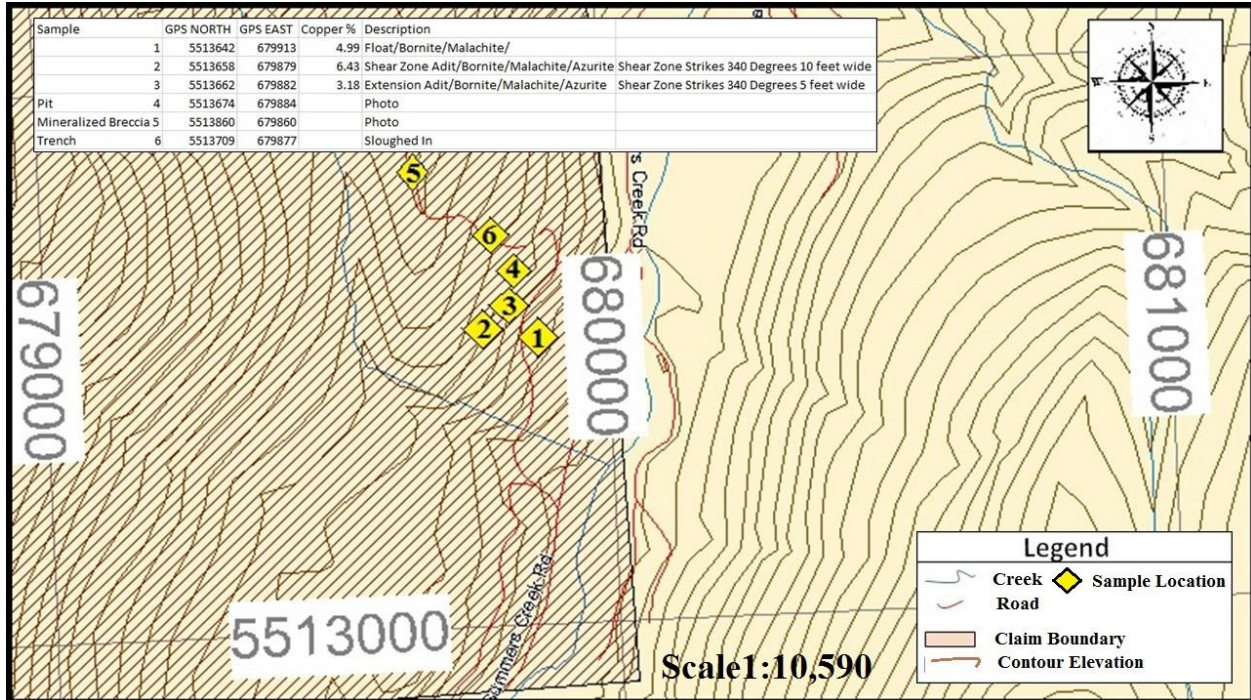 Sample GPS NORTH GPS EAST Copper % Description
1 5513642 679913 4.99 Float/Bornite/Malachite/
2 5513658 679879 6.43 Shear Zone Adit/Bornite/Malachite/Azurite Shear Zone Strikes 340 Degrees 10 feet wide
3 5513662 679882 3.18 Extension Adit/Bornite/Malachite/Azurite Shear Zone Strikes 340 Degrees 5 feet wide
Pit 4 5513674 679884 Photo
Mineralized Breccia 5 5513860 679860 Photo
Trench 6 5513709 679877 Sloughed In
N
W
E
S
5
s Creek Rd
6
4
3
2
1
679000
680000
681000
5513000
ummers Creek Rd
Scale1:10,590
Legend
Creek Sample Location
Road
Claim Boundary
Contour Elevation